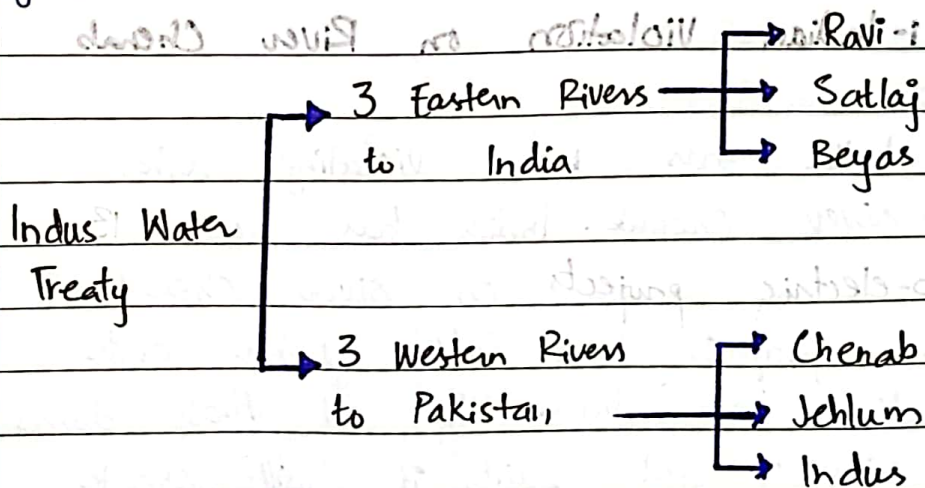 Ravi
3 Eastern Rivers
Satlaj
to India
Beyas
Indus Water
Treaty
3 Western Rivers
Chenab
to Pakistan
Jehlum
Indus